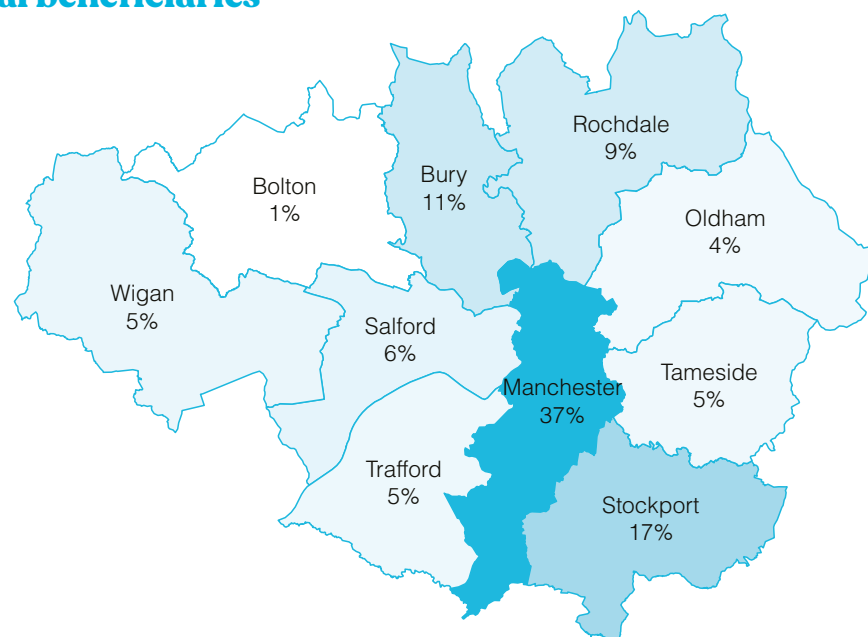 beneficiaries
Rochdale
9%
Bury
11%
Bolton
1%
Oldham
4%
Wigan
5%
Salford
6%
Tameside
5%
Manchester
37%
Trafford
5%
Stockport
17%